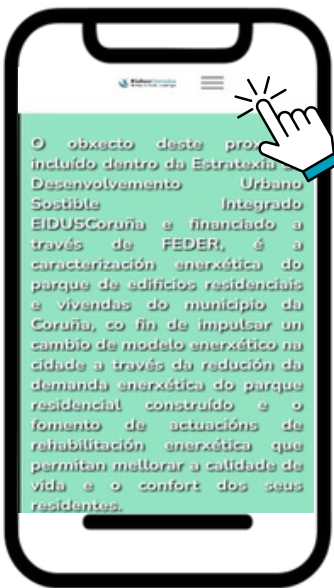 O obxecto deste
incluído dentro da Estratexia
Desenvolvemento Urbano
Sostible Integrado
EIDUSCoruña e financiado a
través de FEDER, é a
caracterización enerxética do
parque de edificios residenciais
e vivendas do municipio da
Coruña, co fin de impulsar un
cambio de modelo enerxético na
cidade a través da redución da
demanda enerxética do parque
residencial construído e o
fomento de actuacións de
rehabilitación enerxética que
permitan mellorar a calidade de
vida e o confort dos seus
residentes.